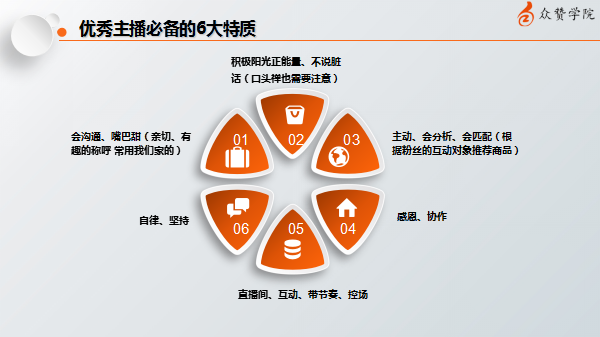 优秀主播必备的6大特质
众赞学院
积极阳光正能量、不说脏
话（口头禅也需要注意）
会沟通、嘴巴甜（亲切、有
趣的称呼 常用我们家的）
01
02
03
主动、会分析、会匹配（根
据粉丝的互动对象推荐商品）
自律、坚持
06
05
04
感恩、协作
直播间、互动、带节奏、控场